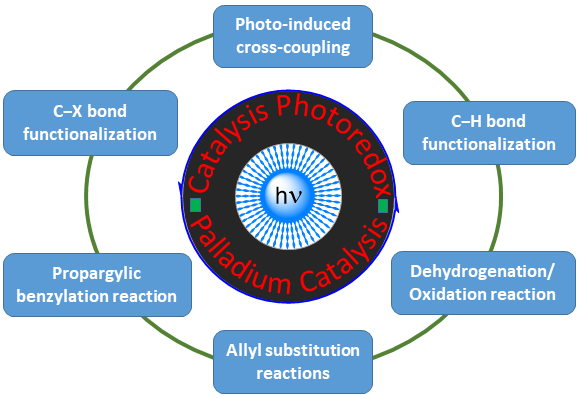 Photo-induced
cross-coupling
C–X bond
functionalization
C–H bond
functionalization
Catalysis Photoredox
hν
Palladium Catalysis
Propargylic
benzylation reaction
Dehydrogenation/
Oxidation reaction
Allyl substitution
reactions